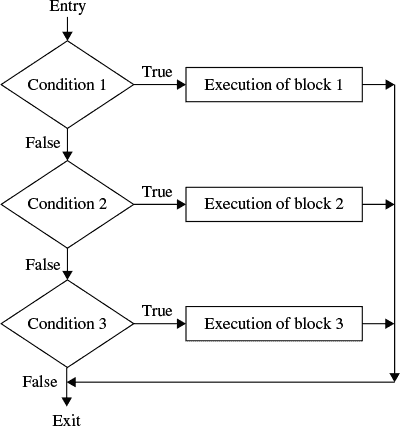 Entry
Condition 1
True
Execution of block 1
False
Condition 2
True
Execution of block 2
False
Condition 3
True
Execution of block 3
False
Exit